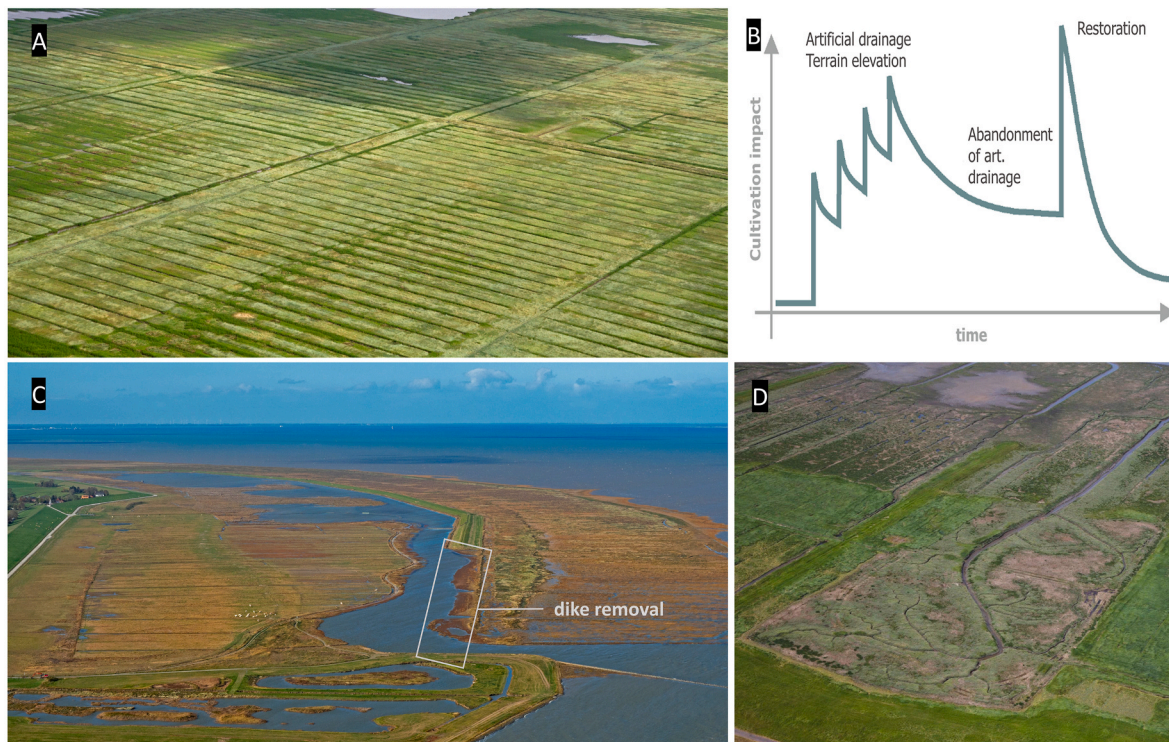 A
B
Artificial drainage
Terrain elevation
Restoration
Abandonment
of art.
drainage
Cultivation impact
time
C
dike removal
D